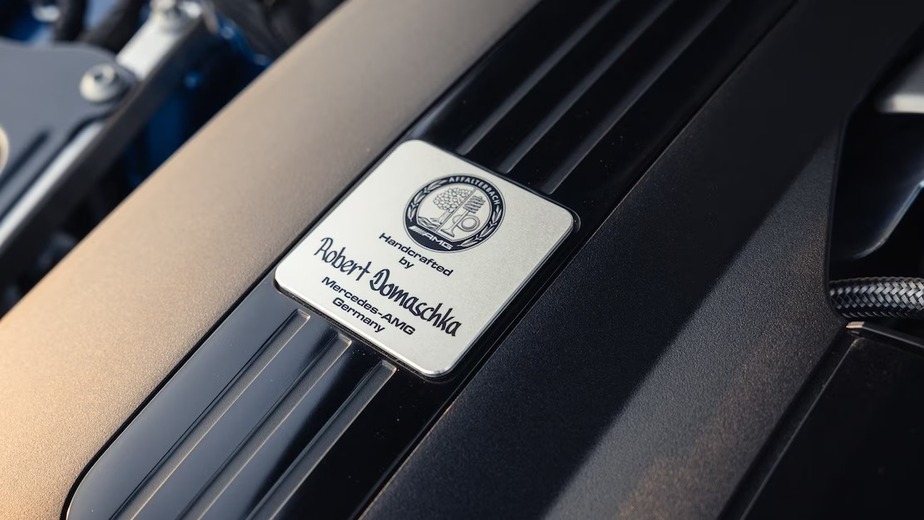 AFFALTERBACH
AMG
Handcrafted
by
Robert Domaschka
Mercedes-AMG
Germany